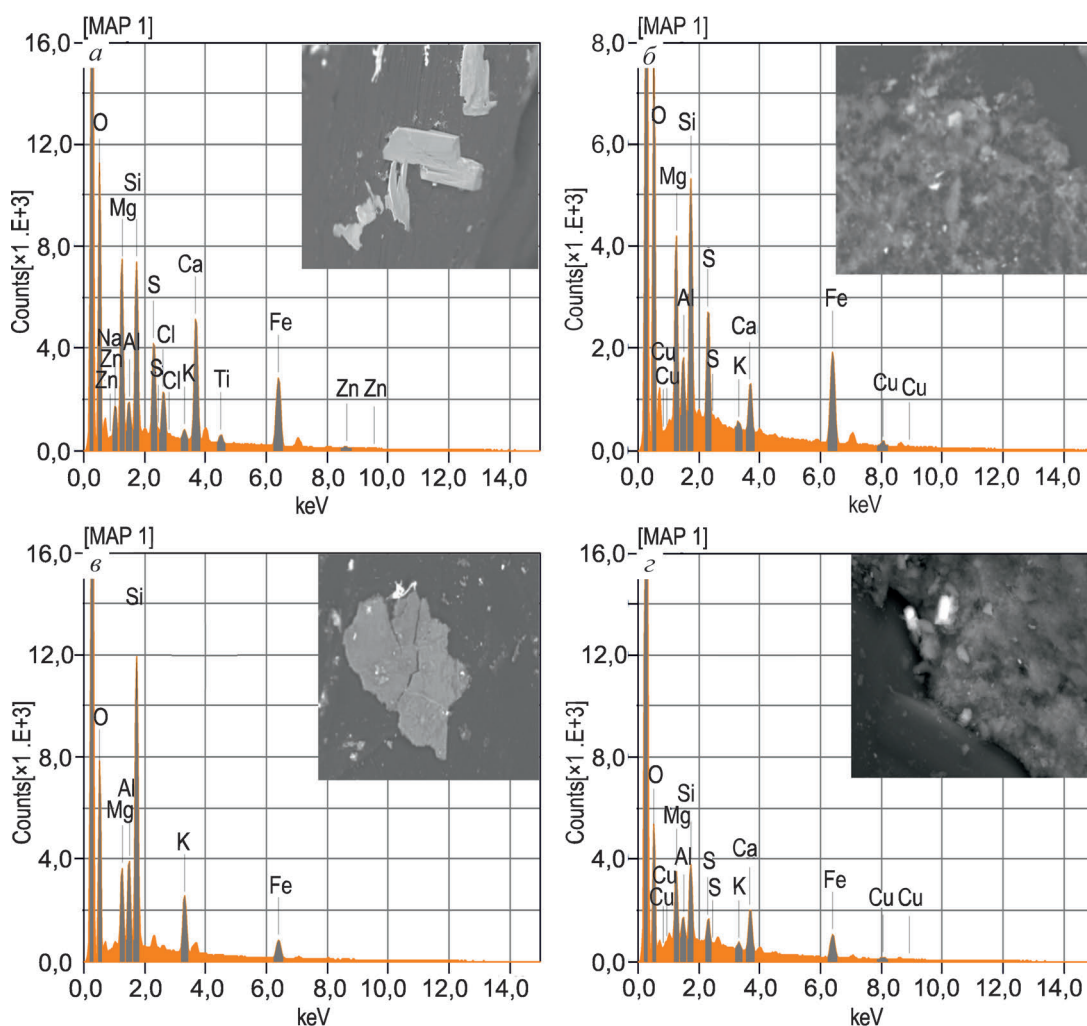 [MAP 1]
16,0
а
12,0
8,0
4,0
0,0
Counts[×1 .E+3]
O
Si
Mg
S
Ca
Cl
Na
Al
Zn
S
Zn
Cl
K
Ti
Fe
Zn Zn
0,0 2,0 4,0 6,0 8,0 10,0 12,0 14,0
keV
[MAP 1]
8,0
б
6,0
4,0
2,0
0,0
Counts[×1 .E+3]
O
Si
Mg
S
Al
Ca
Fe
Cu
S
Cu
K
Cu
Cu
0,0 2,0 4,0 6,0 8,0 10,0 12,0 14,0
keV
[MAP 1]
16,0
в
12,0
8,0
4,0
0,0
Counts[×1 .E+3]
Si
O
Al
Mg
K
Fe
0,0 2,0 4,0 6,0 8,0 10,0 12,0 14,0
keV
[MAP 1]
16,0
г
12,0
8,0
4,0
0,0
Counts[×1 .E+3]
O
Si
Mg
Ca
Al
S
Cu
S
K
Cu
Fe
Cu Cu
0,0 2,0 4,0 6,0 8,0 10,0 12,0 14,0
keV